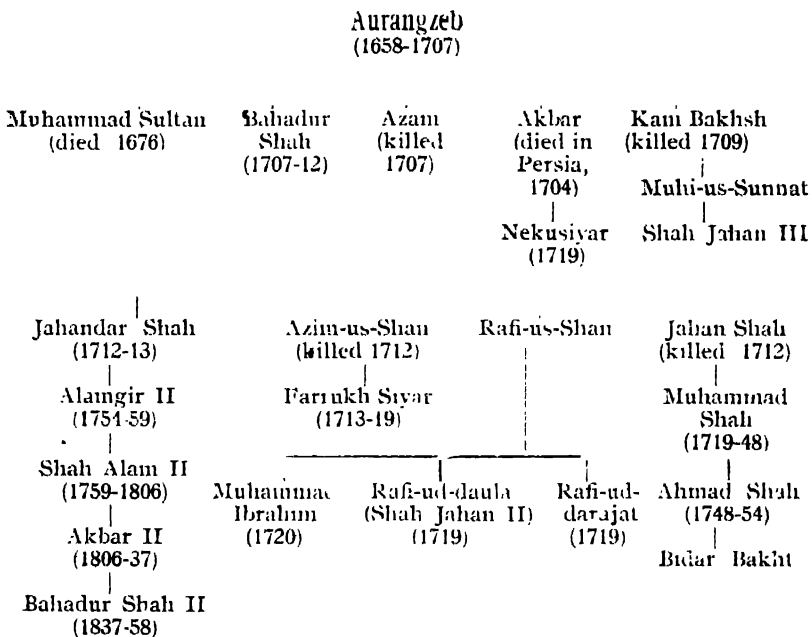 Aurangzeb
(1658-1707)
Muhammad Sultan
(died 1676)
Bahadur
Shah
(1707-12)
Azam
(killed
1707)
Akbar
(died in
Persia,
1704)
Nekusiyar
(1719)
Kam Bakhsh
(killed 1709)
Muhi-us-Sunnat
Shah Jahan III
Jahandar Shah
(1712-13)
Alamgir II
(1754-59)
Shah Alam II
(1759-1806)
Akbar II
(1806-37)
Bahadur Shah II
(1837-58)
Azim-us-Shan
(killed 1712)
Farrukh Siyar
(1713-19)
Rafi-us-Shan
Muhammad
Ibrahim
(1720)
Rafi-ud-daula
(Shah Jahan II)
(1719)
Rafi-ud-
darajat
(1719)
Jahan Shah
(killed 1712)
Muhammad
Shah
(1719-48)
Ahmad Shah
(1748-54)
Bidar Bakht